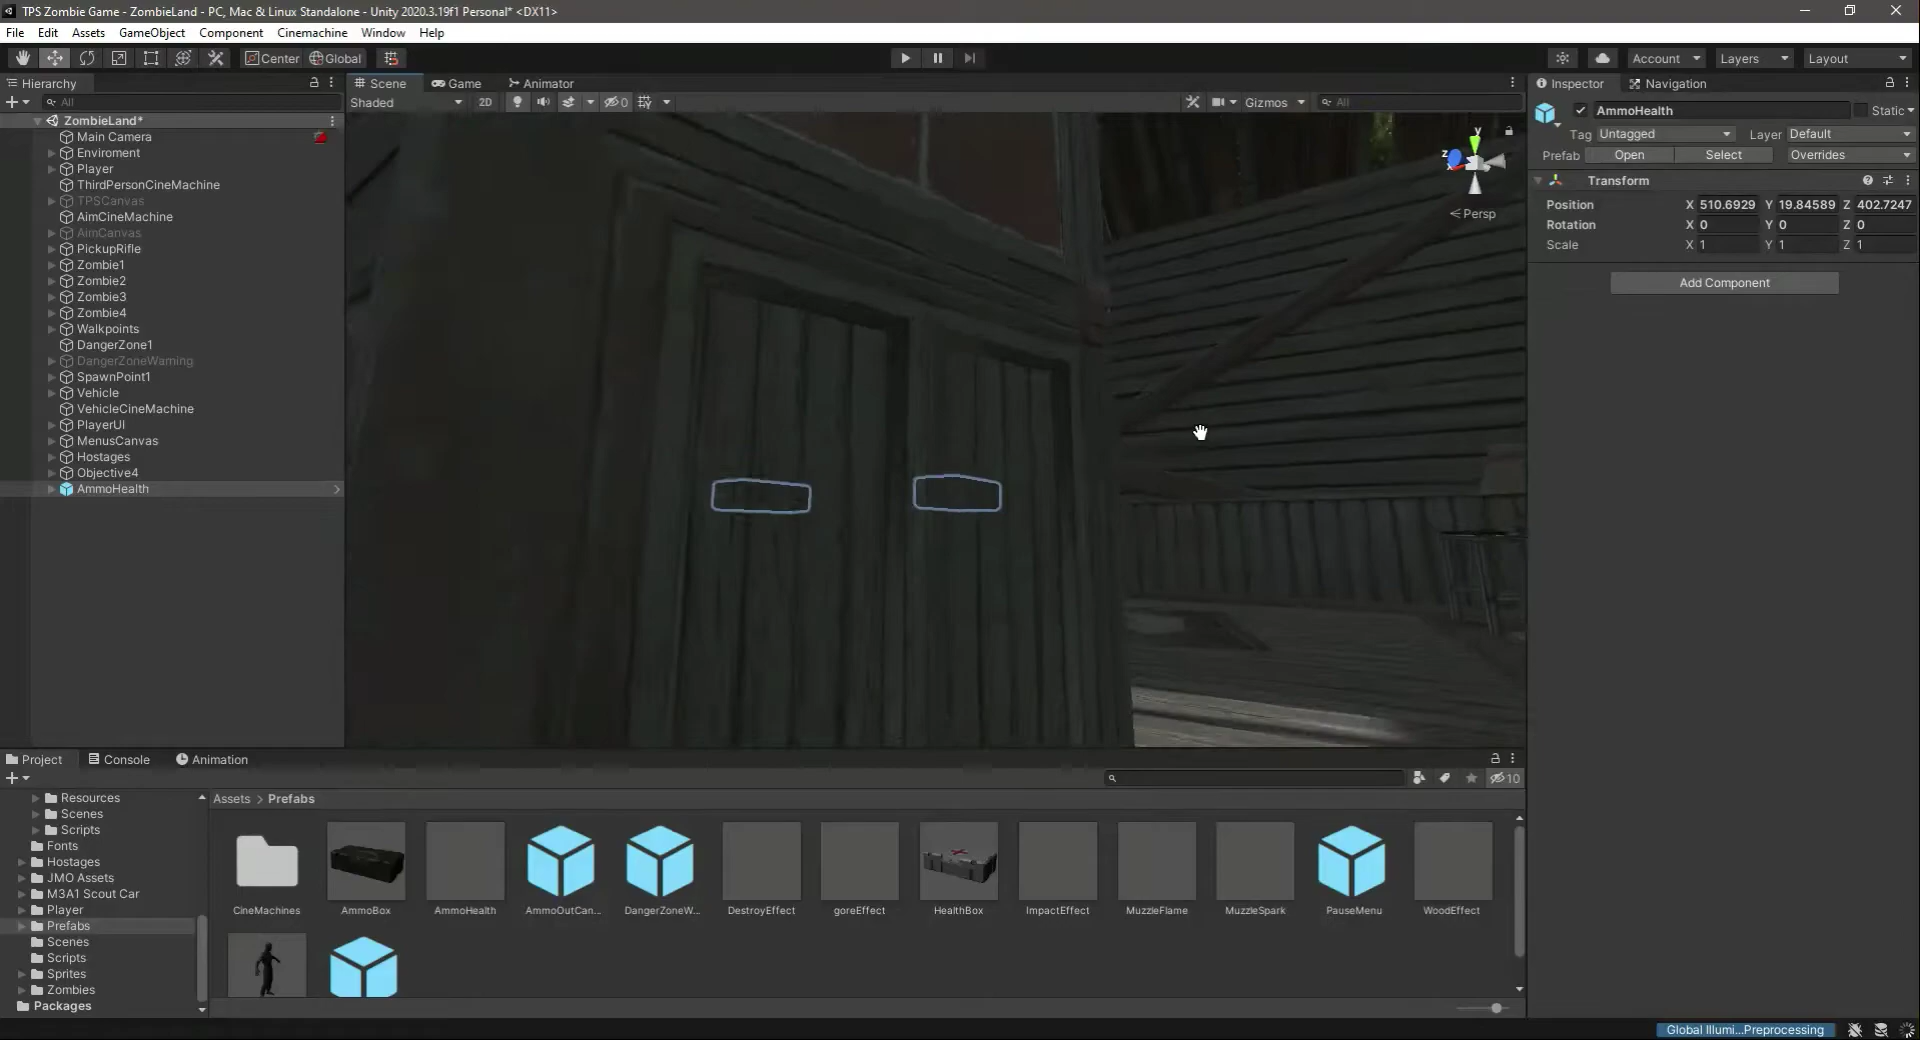 TPS Zombie Game - ZombieLand - PC, Mac & Linux Standalone - Unity 2020.3.19f1 Personal* <DX11>
File Edit Assets GameObject Component Cinemachine Window Help
Center Global Account Layers Layout
Hierarchy
All
ZombieLand*
Main Camera
Enviroment
Player
ThirdPersonCineMachine
TPSCanvas
AimCineMachine
AimCanvas
PickupRifle
Zombie1
Zombie2
Zombie3
Zombie4
Walkpoints
DangerZone1
DangerZoneWarning
SpawnPoint1
Vehicle
VehicleCineMachine
PlayerUI
MenusCanvas
Hostages
Objective4
AmmoHealth
Scene Game Animator
Shaded 2D 0 Gizmos All
y
z
x
Persp
Inspector Navigation
AmmoHealth Static
Tag Untagged Layer Default
Prefab Open Select Overrides
Transform
Position X 510.6929 Y 19.84589 Z 402.7247
Rotation X 0 Y 0 Z 0
Scale X 1 Y 1 Z 1
Add Component
Project Console Animation
10
Resources
Scenes
Scripts
Fonts
Hostages
JMO Assets
M3A1 Scout Car
Player
Prefabs
Scenes
Scripts
Sprites
Zombies
Packages
Assets > Prefabs
CineMachines AmmoBox AmmoHealth AmmoOutCan... DangerZoneW... DestroyEffect goreEffect HealthBox ImpactEffect MuzzleFlame MuzzleSpark PauseMenu WoodEffect
Global Illumi...Preprocessing